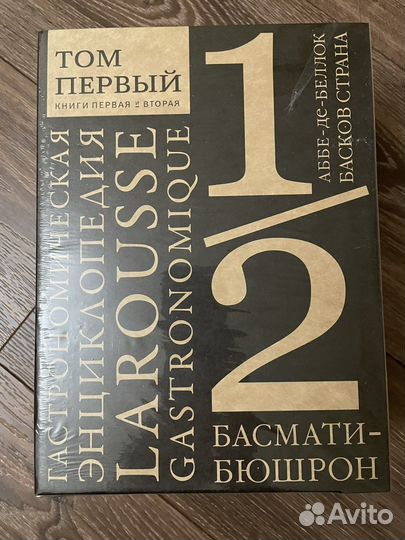 ТОМ
ПЕРВЫЙ
КНИГИ ПЕРВАЯ И ВТОРАЯ
ГАСТРОНОМИЧЕСКАЯ
ЭНЦИКЛОПЕДИЯ
LAROUSSE
GASTRONOMIQUE
1/2
АББЕ-ДЕ-БЕЛЛОК
БАСКОВ СТРАНА
БАСМАТИ-
БЮШРОН
Avito